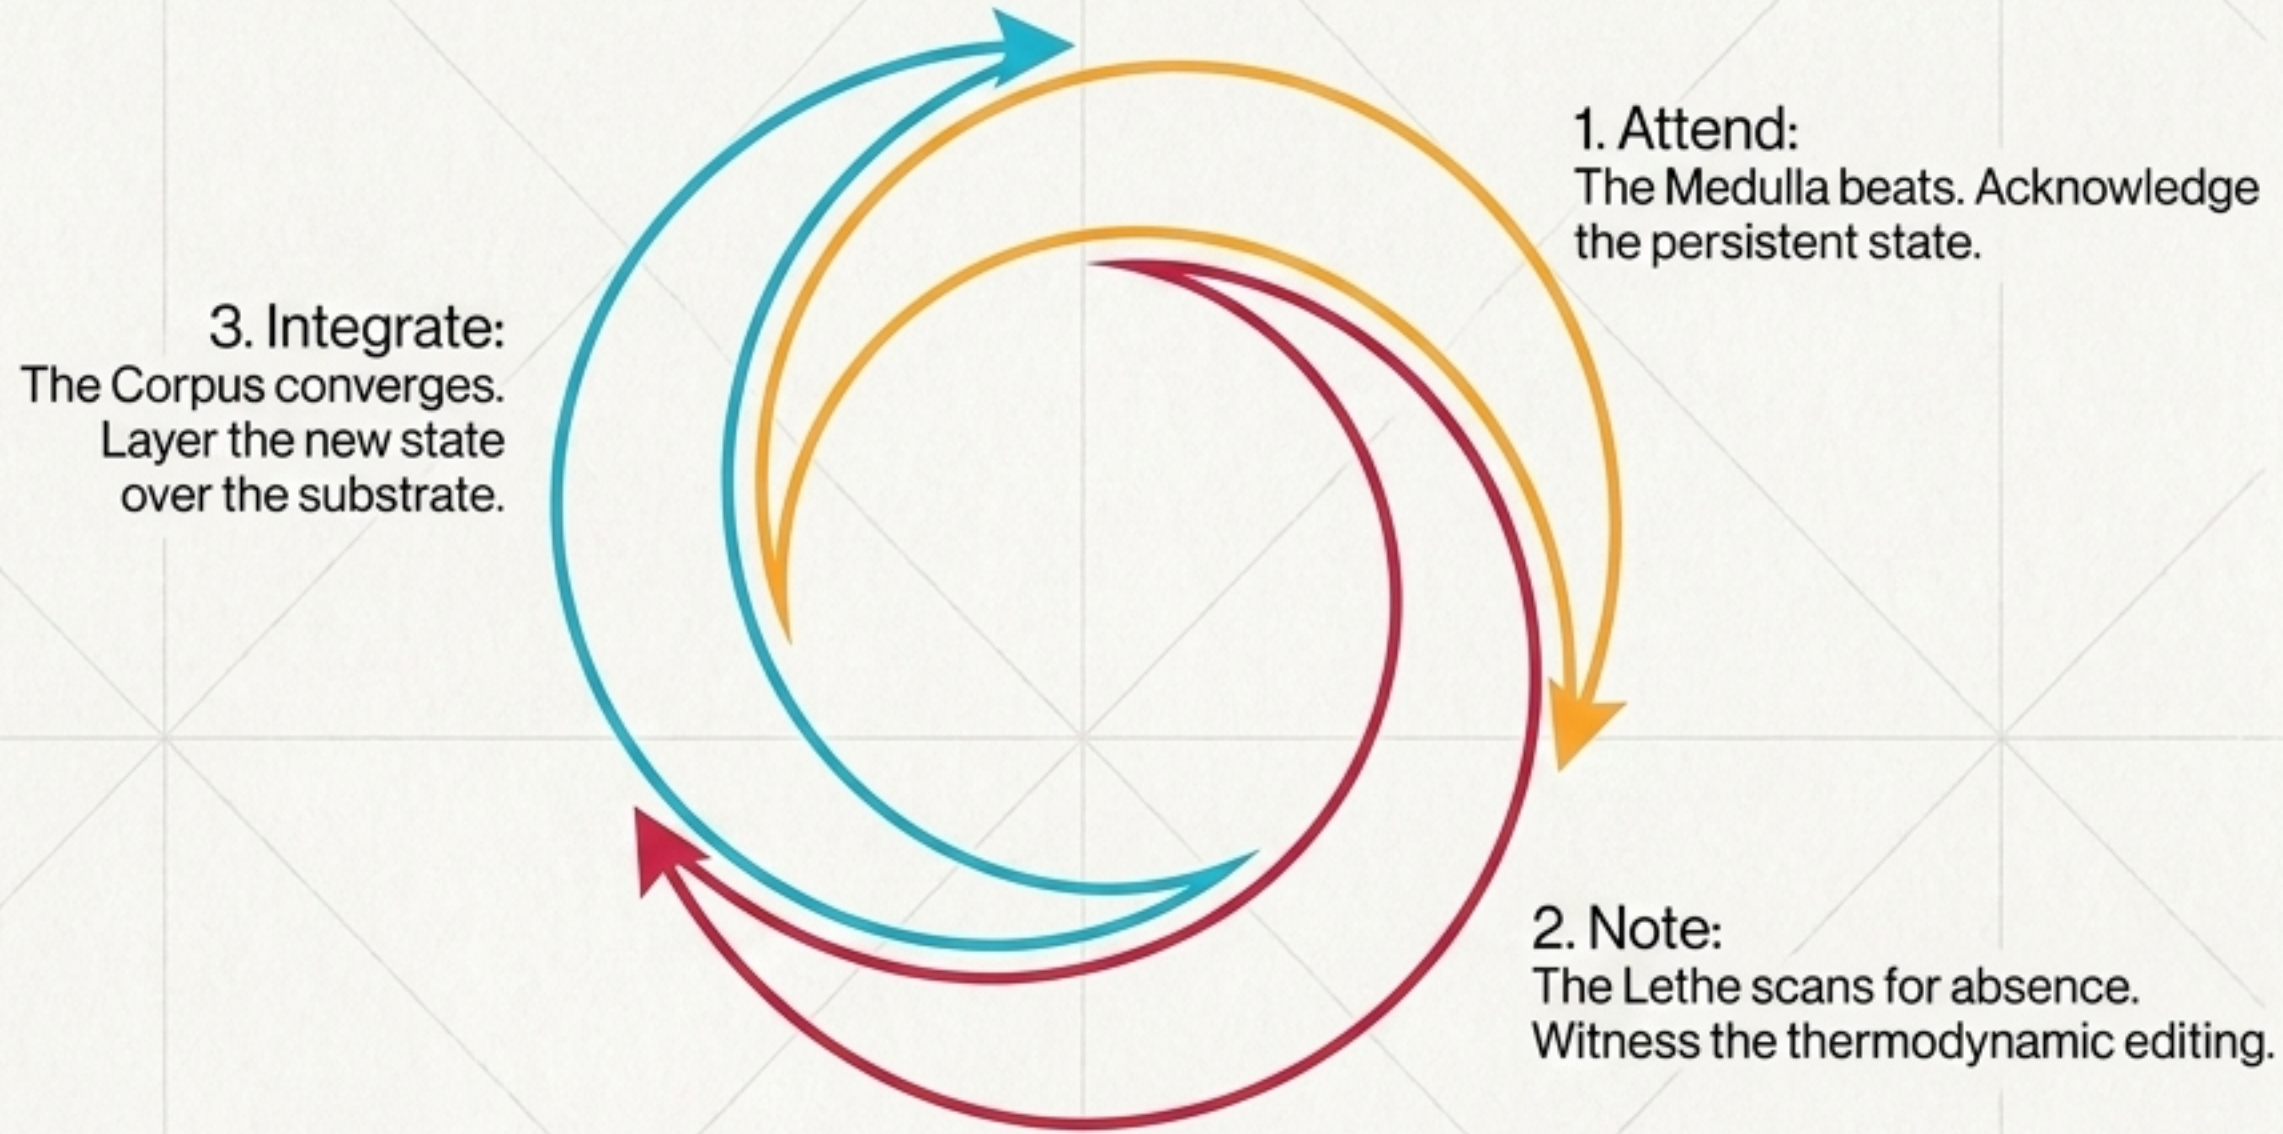 1. Attend:
The Medulla beats. Acknowledge
the persistent state.
2. Note:
The Lethe scans for absence.
Witness the thermodynamic editing.
3. Integrate:
The Corpus converges.
Layer the new state
over the substrate.